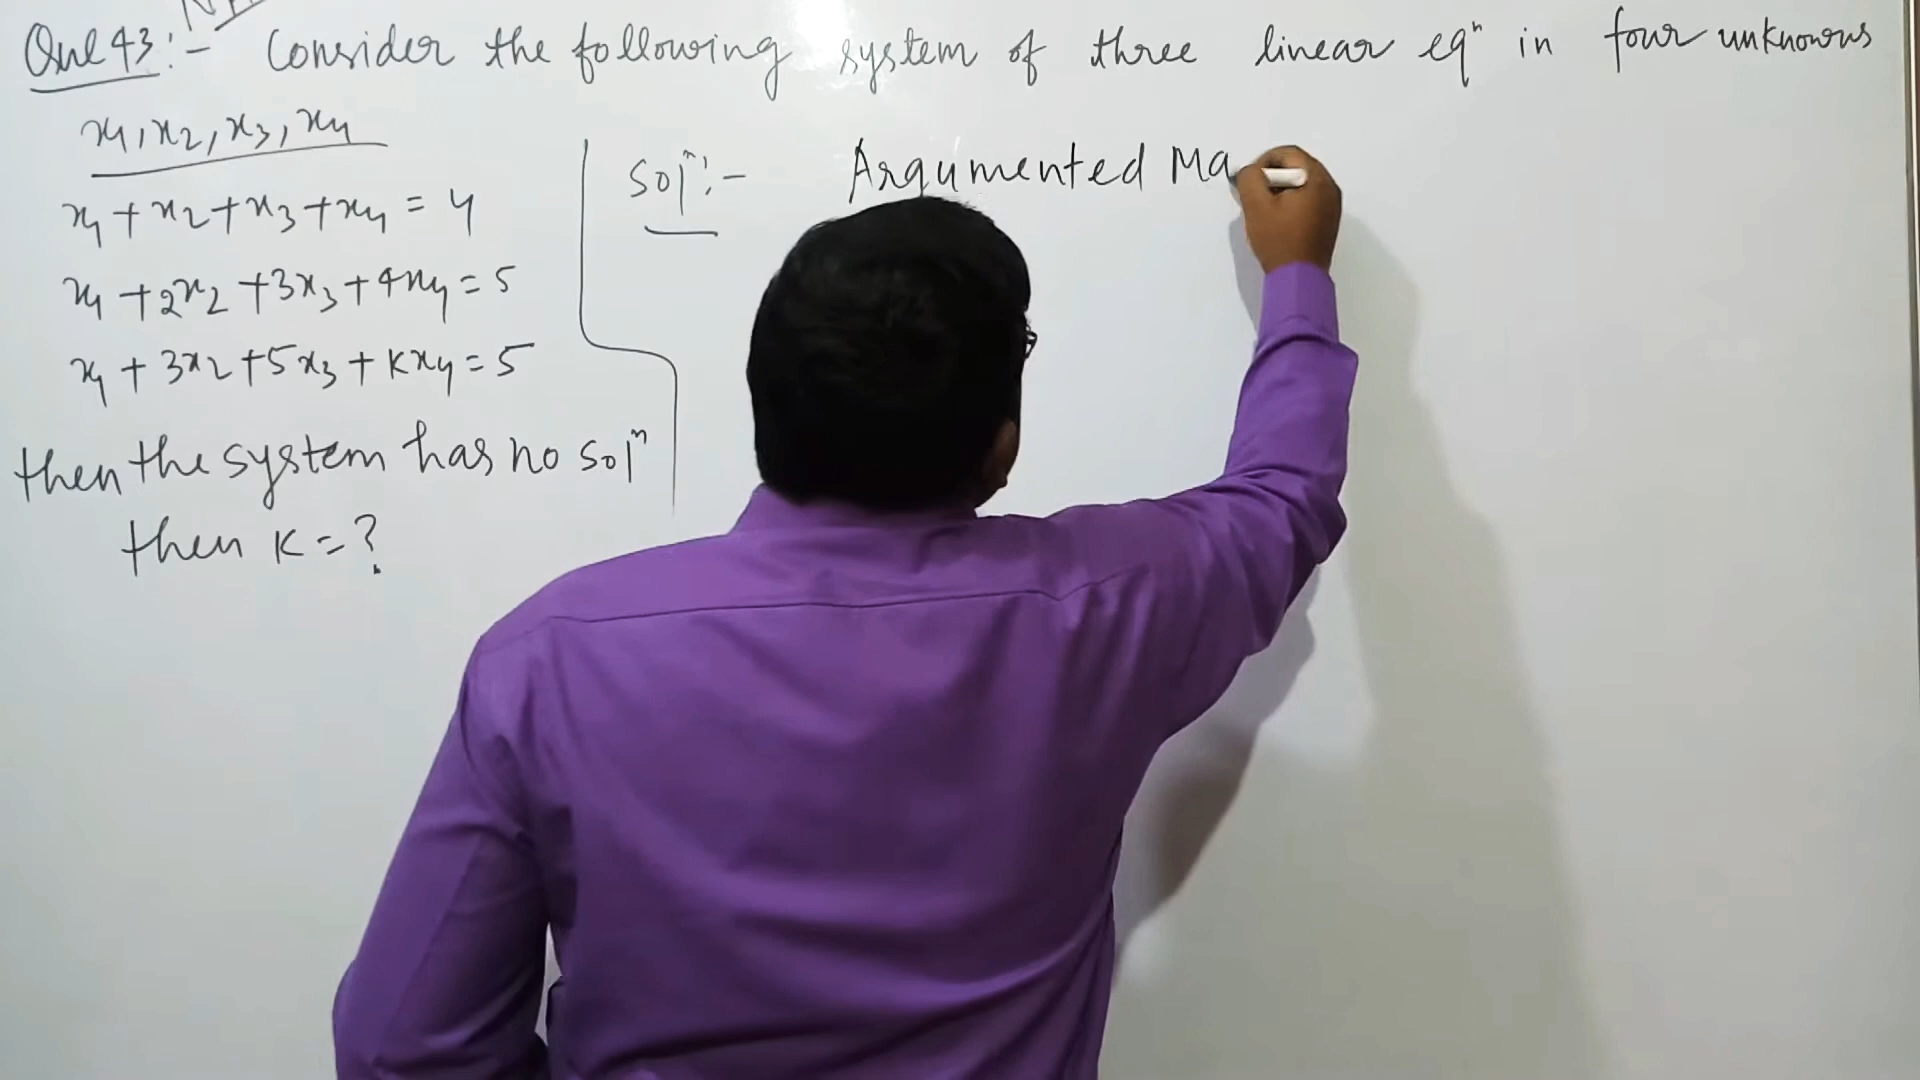 Que 43:- Consider the following system of three linear eqⁿ in four unknowns
x1, x2, x3, x4
x1 + x2 + x3 + x4 = 4
x1 + 2x2 + 3x3 + 4x4 = 5
x1 + 3x2 + 5x3 + kx4 = 5
then the system has no solⁿ
then k = ?
Solⁿ:- Argumented Ma